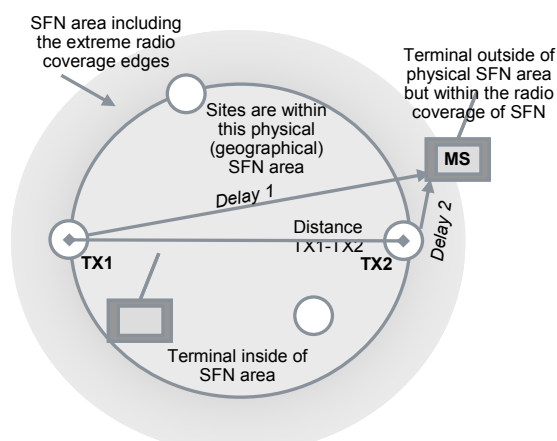 SFN area including
the extreme radio
coverage edges
Terminal outside of
physical SFN area
but within the radio
coverage of SFN
Sites are within
this physical
(geographical)
SFN area
MS
Delay 1
Distance
TX1-TX2
Delay 2
TX1
TX2
Terminal inside of
SFN area